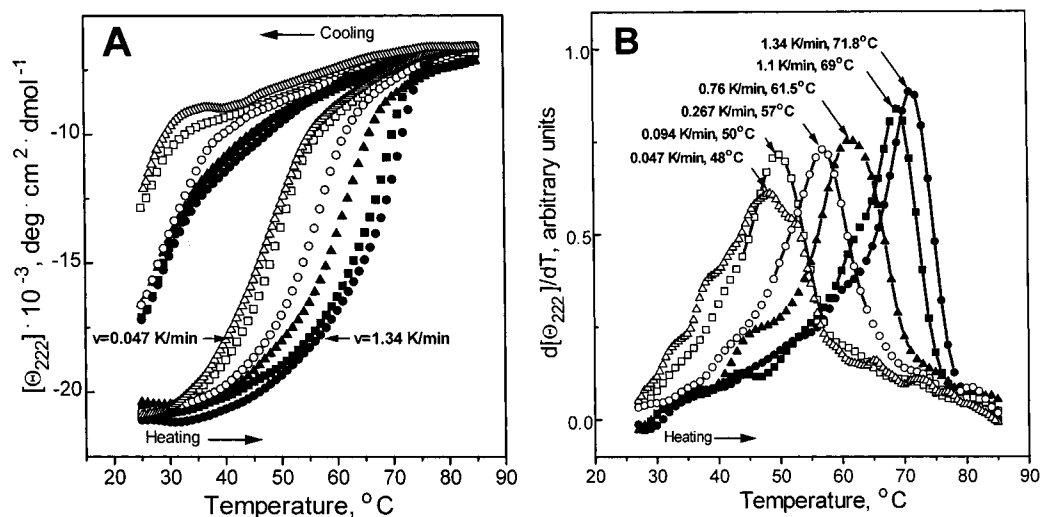 A
Cooling
[Θ222] · 10⁻³, deg · cm² · dmol⁻¹
-10
-15
-20
v=0.047 K/min
v=1.34 K/min
Heating
20 30 40 50 60 70 80 90
Temperature, °C
B
d[Θ222]/dT, arbitrary units
1.0
0.5
0.0
1.34 K/min, 71.8°C
1.1 K/min, 69°C
0.76 K/min, 61.5°C
0.267 K/min, 57°C
0.094 K/min, 50°C
0.047 K/min, 48°C
Heating
20 30 40 50 60 70 80 90
Temperature, °C